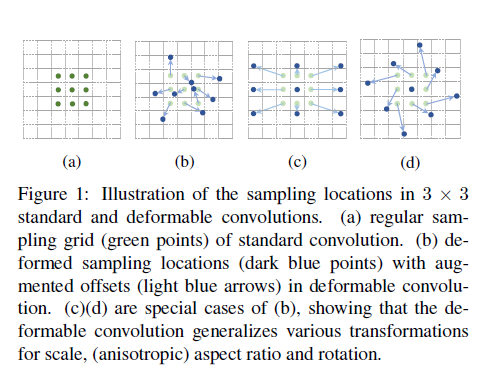 (a) (b) (c) (d)
Figure 1: Illustration of the sampling locations in 3 × 3
standard and deformable convolutions. (a) regular sam-
pling grid (green points) of standard convolution. (b) de-
formed sampling locations (dark blue points) with aug-
mented offsets (light blue arrows) in deformable convolu-
tion. (c)(d) are special cases of (b), showing that the de-
formable convolution generalizes various transformations
for scale, (anisotropic) aspect ratio and rotation.